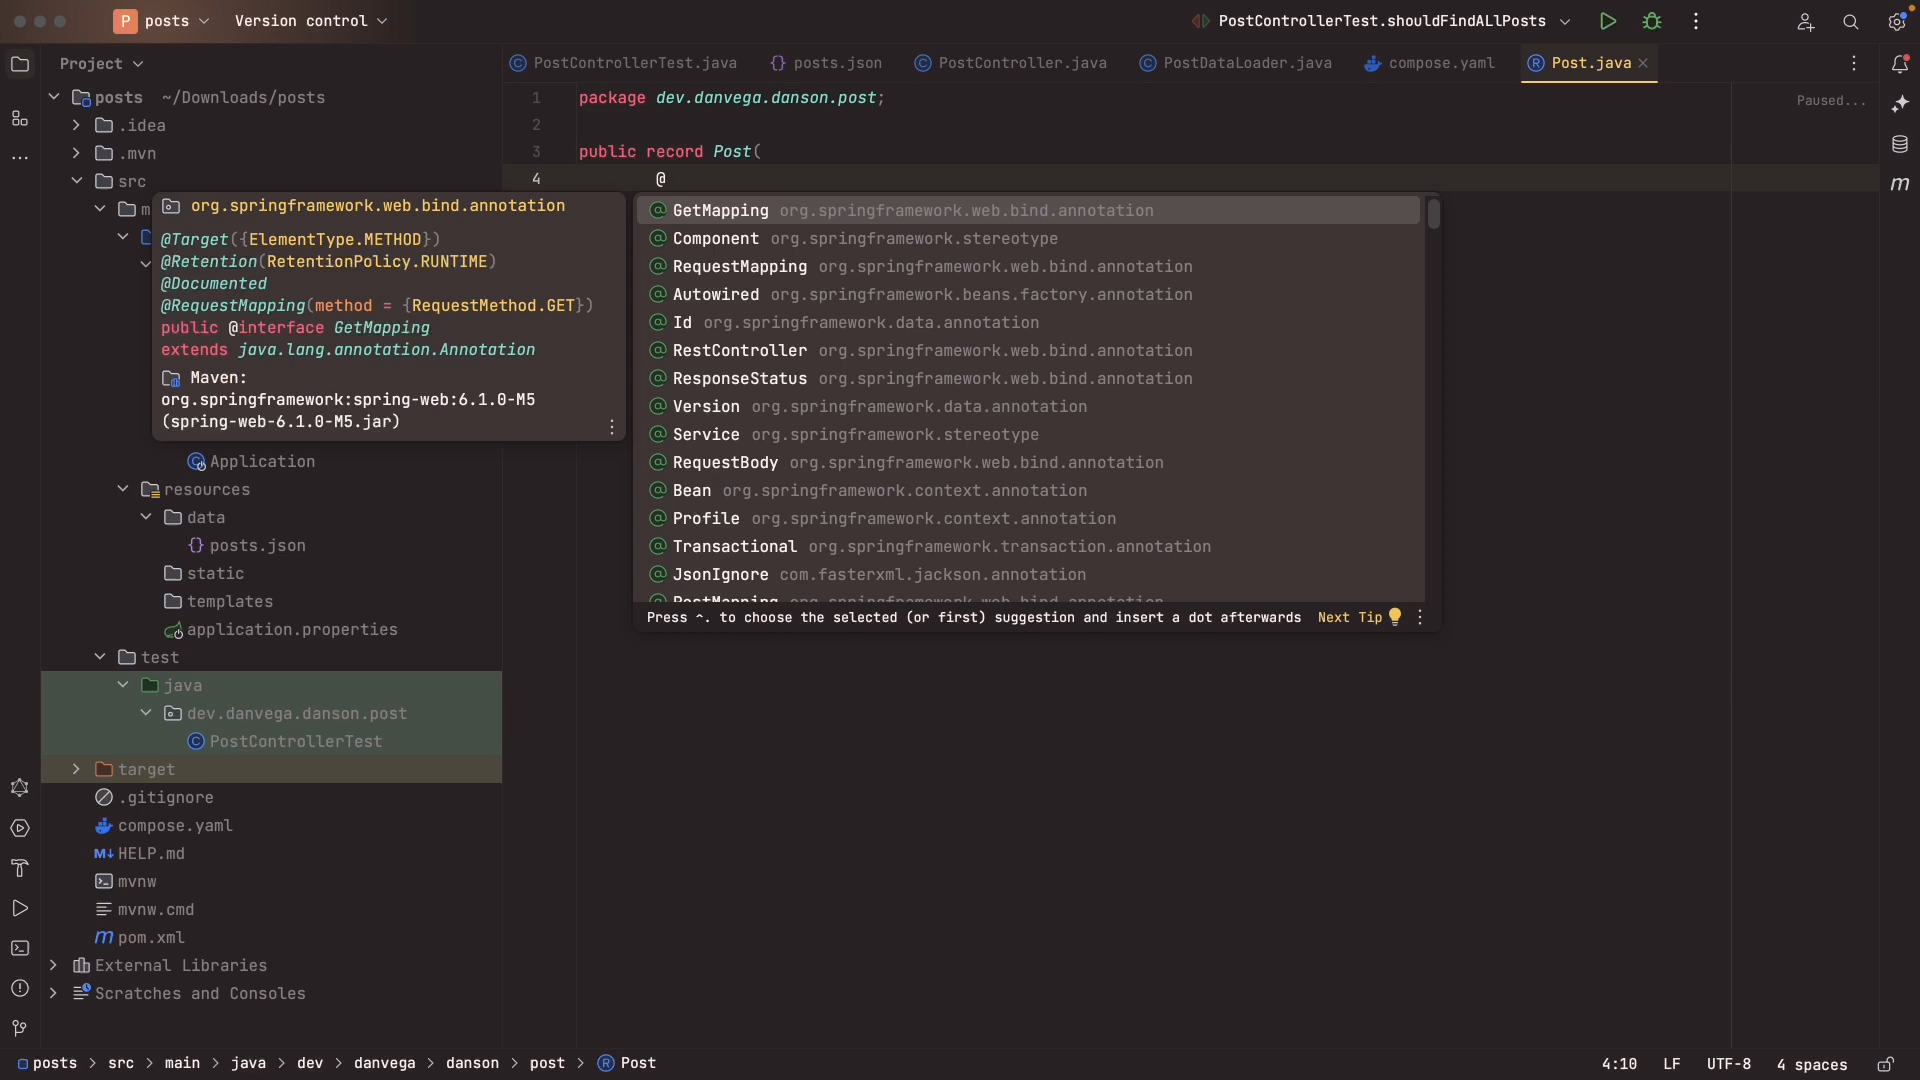 P posts Version control PostControllerTest.shouldFindALlPosts
Project
PostControllerTest.java posts.json PostController.java PostDataLoader.java compose.yaml Post.java
posts ~/Downloads/posts
.idea
.mvn
src
m
1 package dev.danvega.danson.post;
2
3 public record Post(
4 @
Paused...
org.springframework.web.bind.annotation
@Target({ElementType.METHOD})
@Retention(RetentionPolicy.RUNTIME)
@Documented
@RequestMapping(method = {RequestMethod.GET})
public @interface GetMapping
extends java.lang.annotation.Annotation
Maven:
org.springframework:spring-web:6.1.0-M5
(spring-web-6.1.0-M5.jar)
GetMapping org.springframework.web.bind.annotation
Component org.springframework.stereotype
RequestMapping org.springframework.web.bind.annotation
Autowired org.springframework.beans.factory.annotation
Id org.springframework.data.annotation
RestController org.springframework.web.bind.annotation
ResponseStatus org.springframework.web.bind.annotation
Version org.springframework.data.annotation
Service org.springframework.stereotype
RequestBody org.springframework.web.bind.annotation
Bean org.springframework.context.annotation
Profile org.springframework.context.annotation
Transactional org.springframework.transaction.annotation
JsonIgnore com.fasterxml.jackson.annotation
PostMapping org.springframework.web.bind.annotation
Press ^. to choose the selected (or first) suggestion and insert a dot afterwards Next Tip
Application
resources
data
posts.json
static
templates
application.properties
test
java
dev.danvega.danson.post
PostControllerTest
target
.gitignore
compose.yaml
HELP.md
mvnw
mvnw.cmd
pom.xml
External Libraries
Scratches and Consoles
posts > src > main > java > dev > danvega > danson > post > Post 4:10 LF UTF-8 4 spaces